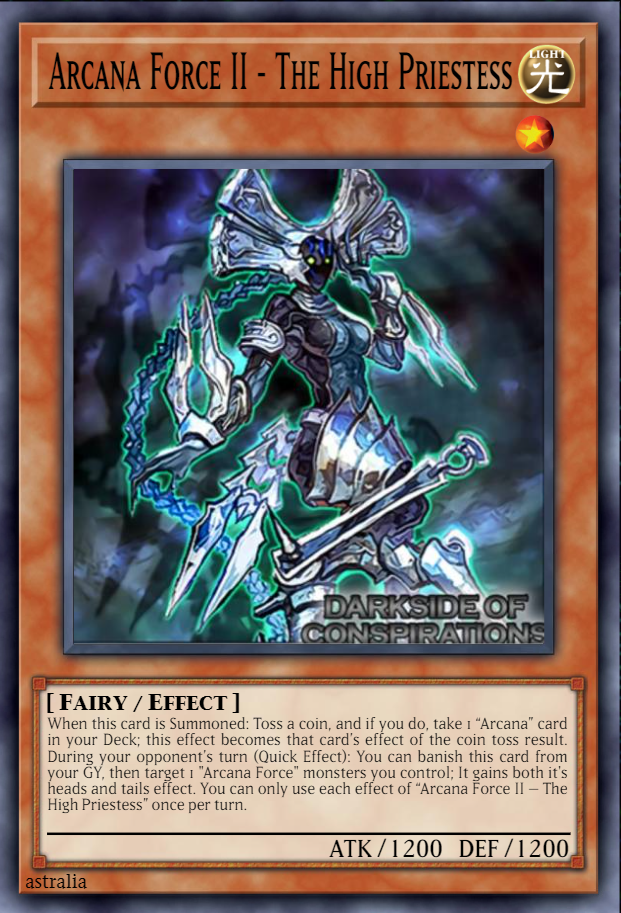 ARCANA FORCE II - THE HIGH PRIESTESS
LIGHT
光
DARKSIDE OF
CONSPIRATIONS
[ FAIRY / EFFECT ]
When this card is Summoned: Toss a coin, and if you do, take 1 “Arcana” card
in your Deck; this effect becomes that card's effect of the coin toss result.
During your opponent's turn (Quick Effect): You can banish this card from
your GY, then target 1 "Arcana Force" monsters you control; It gains both it's
heads and tails effect. You can only use each effect of “Arcana Force II – The
High Priestess” once per turn.
ATK / 1200 DEF / 1200
astralia